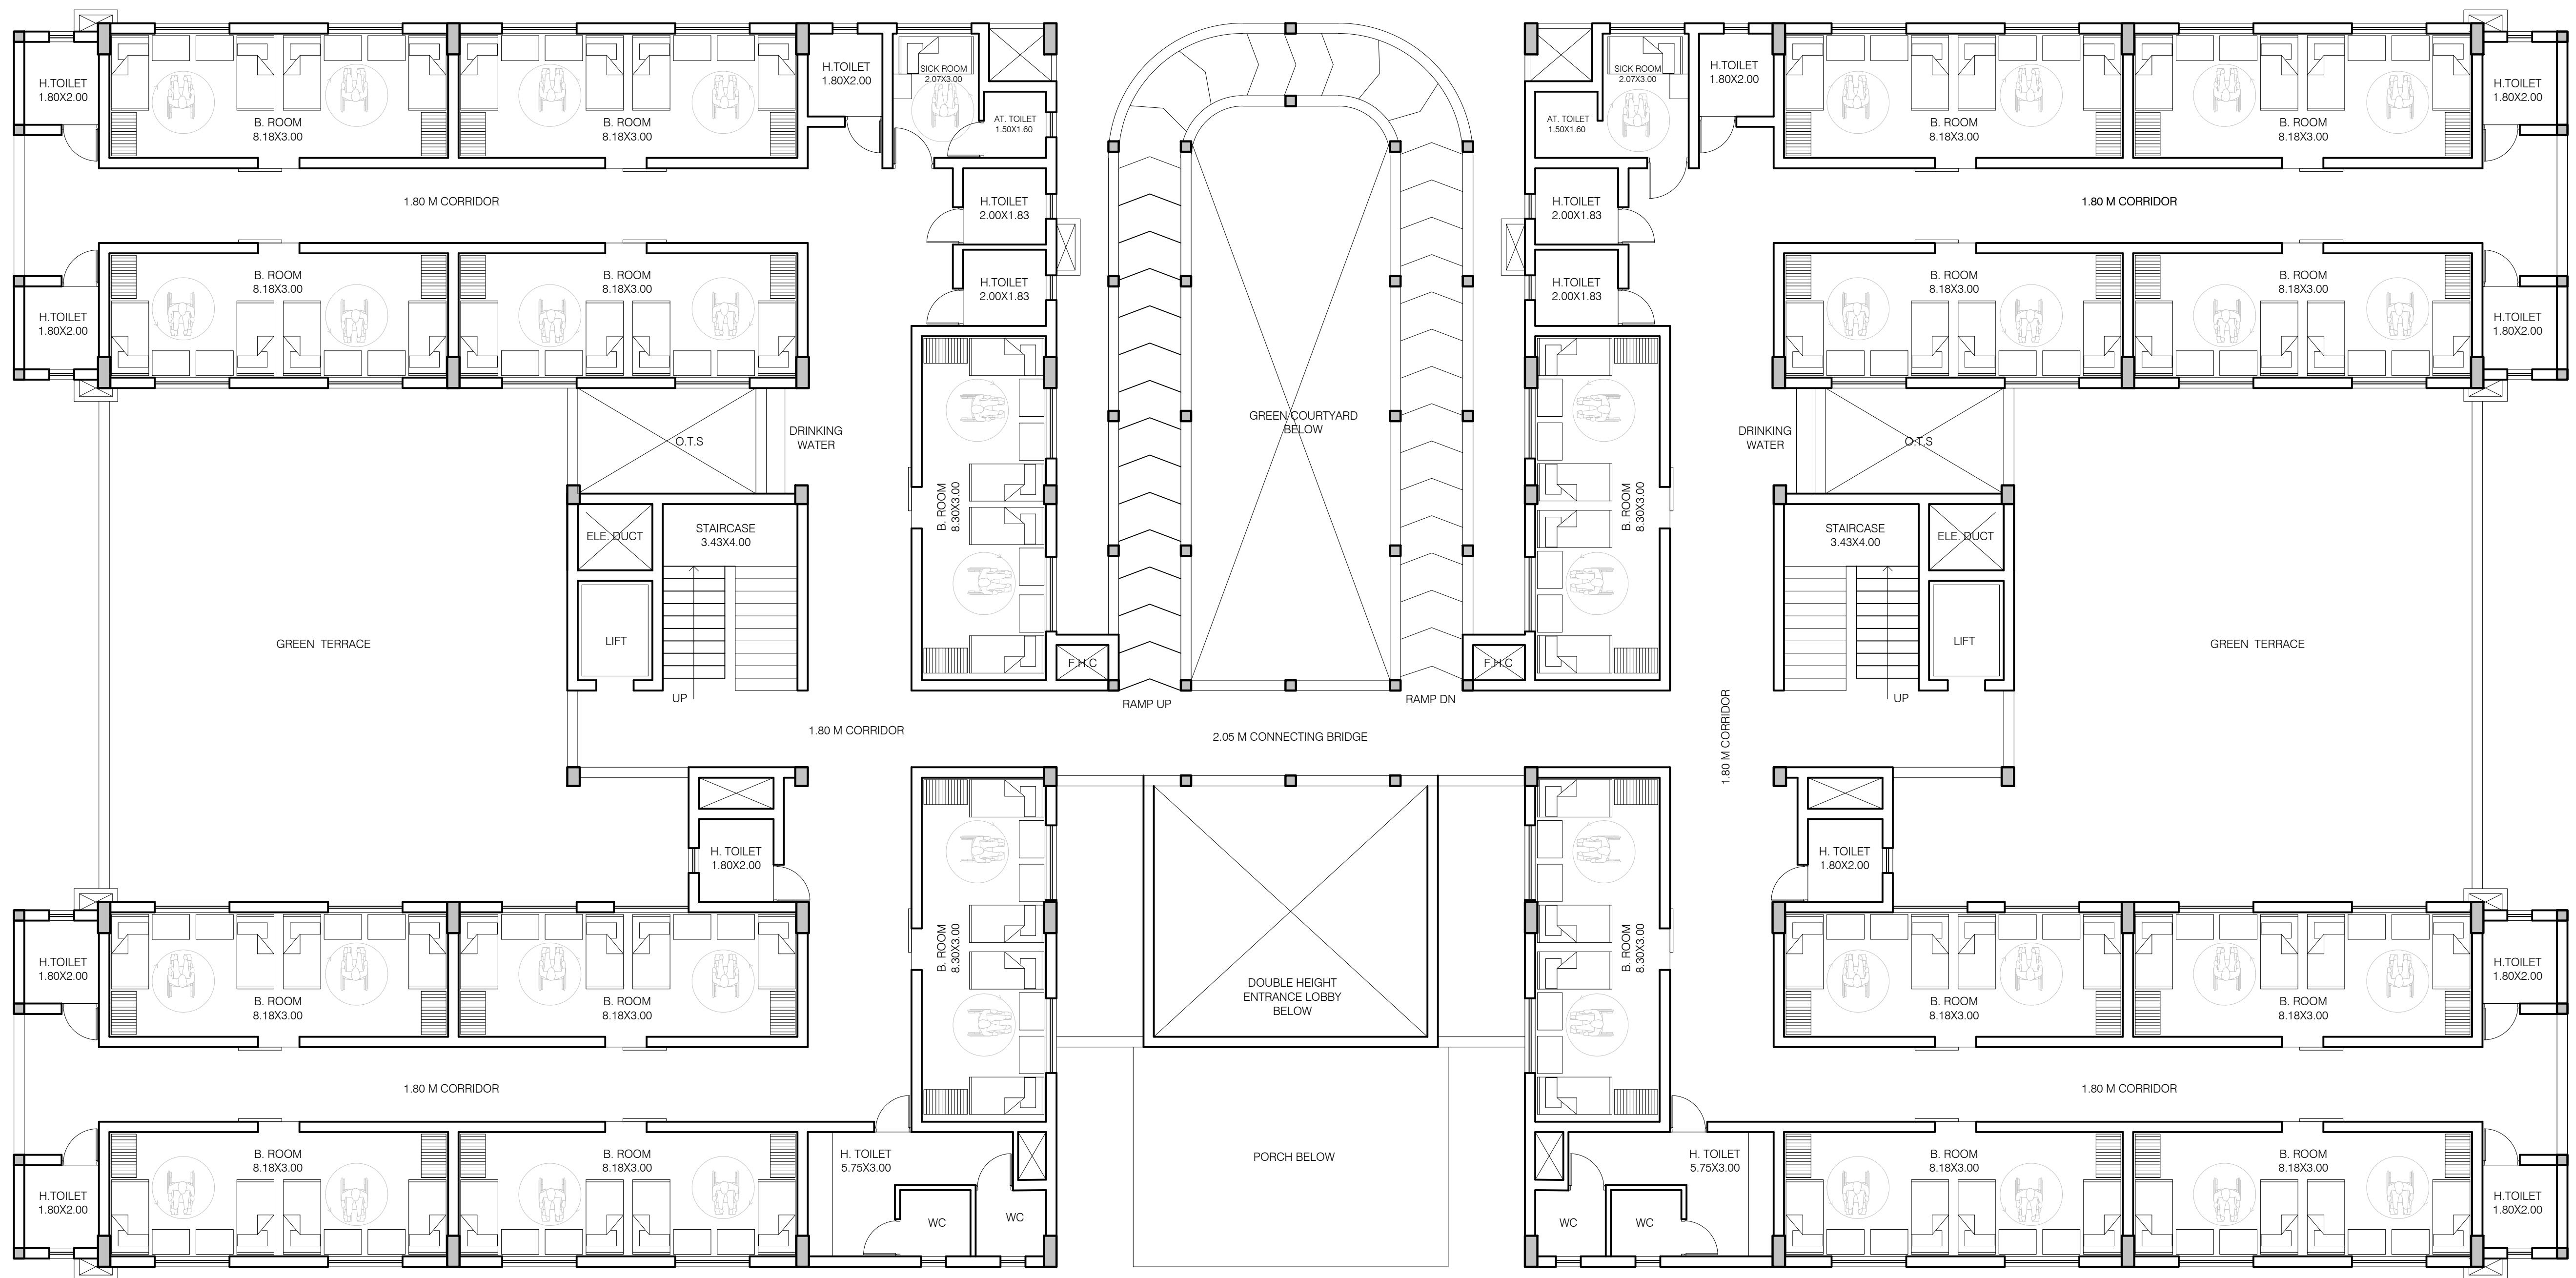 H.TOILET
1.80X2.00
B. ROOM
8.18X3.00
B. ROOM
8.18X3.00
H.TOILET
1.80X2.00
SICK ROOM
2.07X3.00
AT. TOILET
1.50X1.60
SICK ROOM
2.07X3.00
AT. TOILET
1.50X1.60
H.TOILET
1.80X2.00
B. ROOM
8.18X3.00
B. ROOM
8.18X3.00
H.TOILET
1.80X2.00
1.80 M CORRIDOR
H.TOILET
2.00X1.83
H.TOILET
2.00X1.83
1.80 M CORRIDOR
H.TOILET
1.80X2.00
B. ROOM
8.18X3.00
B. ROOM
8.18X3.00
H.TOILET
2.00X1.83
H.TOILET
2.00X1.83
B. ROOM
8.18X3.00
B. ROOM
8.18X3.00
H.TOILET
1.80X2.00
O.T.S
DRINKING
WATER
GREEN COURTYARD
BELOW
DRINKING
WATER
O.T.S
B. ROOM
8.30X3.00
B. ROOM
8.30X3.00
ELE. DUCT
STAIRCASE
3.43X4.00
STAIRCASE
3.43X4.00
ELE. DUCT
GREEN TERRACE
LIFT
F.H.C
F.H.C
LIFT
GREEN TERRACE
UP
RAMP UP
RAMP DN
UP
1.80 M CORRIDOR
2.05 M CONNECTING BRIDGE
1.80 M CORRIDOR
H. TOILET
1.80X2.00
H. TOILET
1.80X2.00
B. ROOM
8.30X3.00
B. ROOM
8.30X3.00
H.TOILET
1.80X2.00
B. ROOM
8.18X3.00
B. ROOM
8.18X3.00
DOUBLE HEIGHT
ENTRANCE LOBBY
BELOW
B. ROOM
8.18X3.00
B. ROOM
8.18X3.00
H.TOILET
1.80X2.00
1.80 M CORRIDOR
1.80 M CORRIDOR
H.TOILET
1.80X2.00
B. ROOM
8.18X3.00
B. ROOM
8.18X3.00
H. TOILET
5.75X3.00
WC
WC
PORCH BELOW
WC
WC
H. TOILET
5.75X3.00
B. ROOM
8.18X3.00
B. ROOM
8.18X3.00
H.TOILET
1.80X2.00